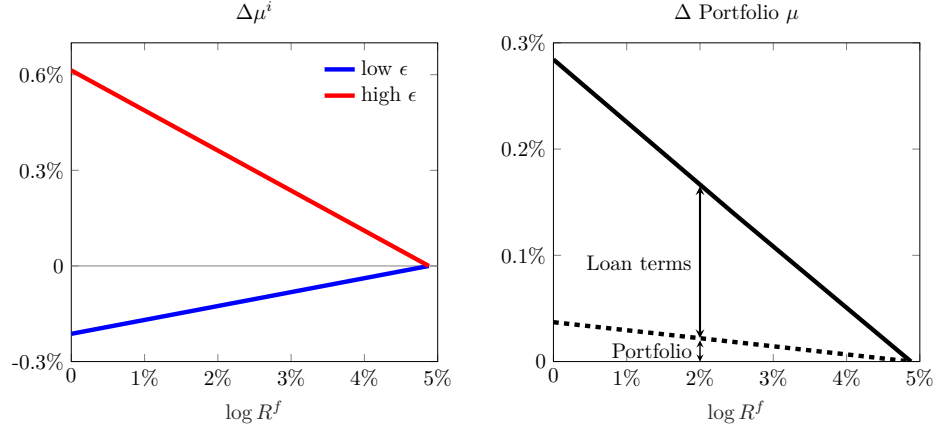 Δμ^i
0.6%
0.3%
0
-0.3%
low ϵ
high ϵ
0 1% 2% 3% 4% 5%
log R^f
Δ Portfolio μ
0.3%
0.2%
0.1%
0
Loan terms
Portfolio
0 1% 2% 3% 4% 5%
log R^f